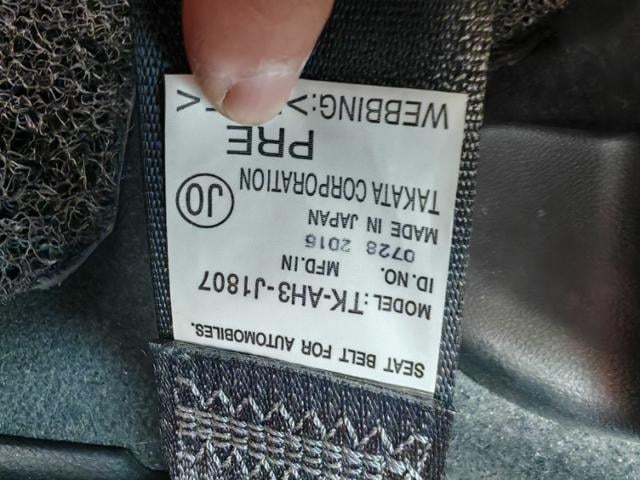 SEAT BELT FOR AUTOMOBILES.
MODEL:TK-AH3-J1807
ID.NO. MFD.IN
0728 2016
MADE IN JAPAN
TAKATA CORPORATION
JO
PRE
WEBBING:> <